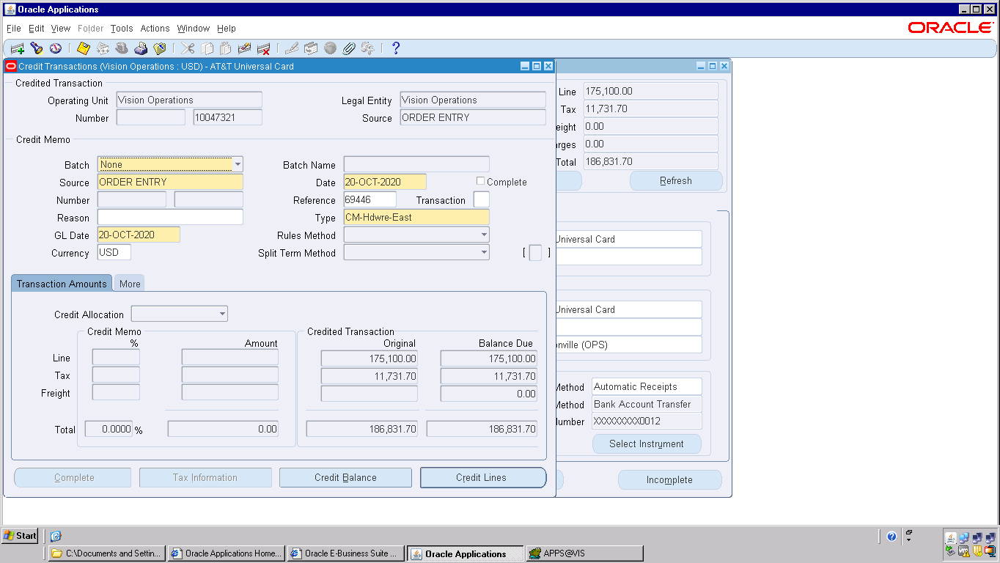 Oracle Applications
File Edit View Folder Tools Actions Window Help
ORACLE
Credit Transactions (Vision Operations : USD) - AT&T Universal Card
Credited Transaction
Operating Unit Vision Operations Legal Entity Vision Operations
Number 10047321 Source ORDER ENTRY
Credit Memo
Batch None Batch Name
Source ORDER ENTRY Date 20-OCT-2020 Complete
Number Reference 69446 Transaction
Reason Type CM-Hdwre-East
GL Date 20-OCT-2020 Rules Method
Currency USD Split Term Method [ ]
Transaction Amounts More
Credit Allocation
Credit Memo Credited Transaction
% Amount Original Balance Due
Line 175,100.00 175,100.00
Tax 11,731.70 11,731.70
Freight 0.00
Total 0.0000 % 0.00 186,831.70 186,831.70
Complete Tax Information Credit Balance Credit Lines
Line 175,100.00
Tax 11,731.70
eight 0.00
rges 0.00
Total 186,831.70
Refresh
Universal Card
Universal Card
onville (OPS)
Method Automatic Receipts
Method Bank Account Transfer
umber XXXXXXXX0012
Select Instrument
Incomplete
Start
C:\Documents and Settin... Oracle Applications Home... Oracle E-Business Suite ... Oracle Applications APPS@VIS